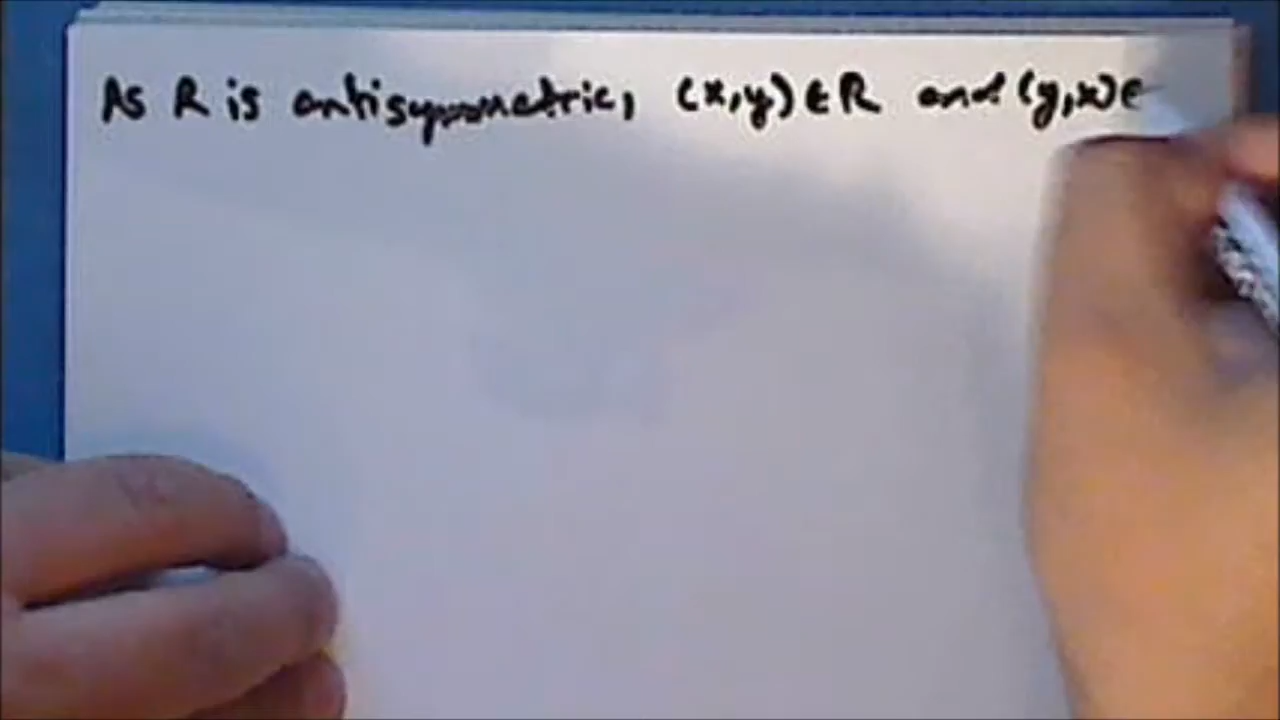 As R is antisymmetric, (x,y)∈R and (y,x)∈